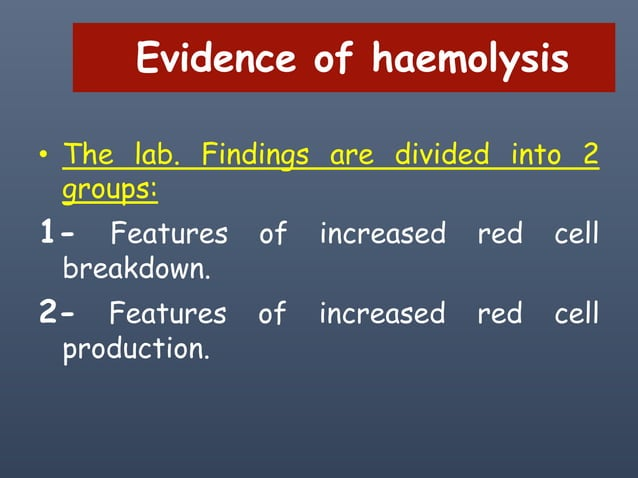 Evidence of haemolysis
• The lab. Findings are divided into 2
groups:
1- Features of increased red cell
breakdown.
2- Features of increased red cell
production.